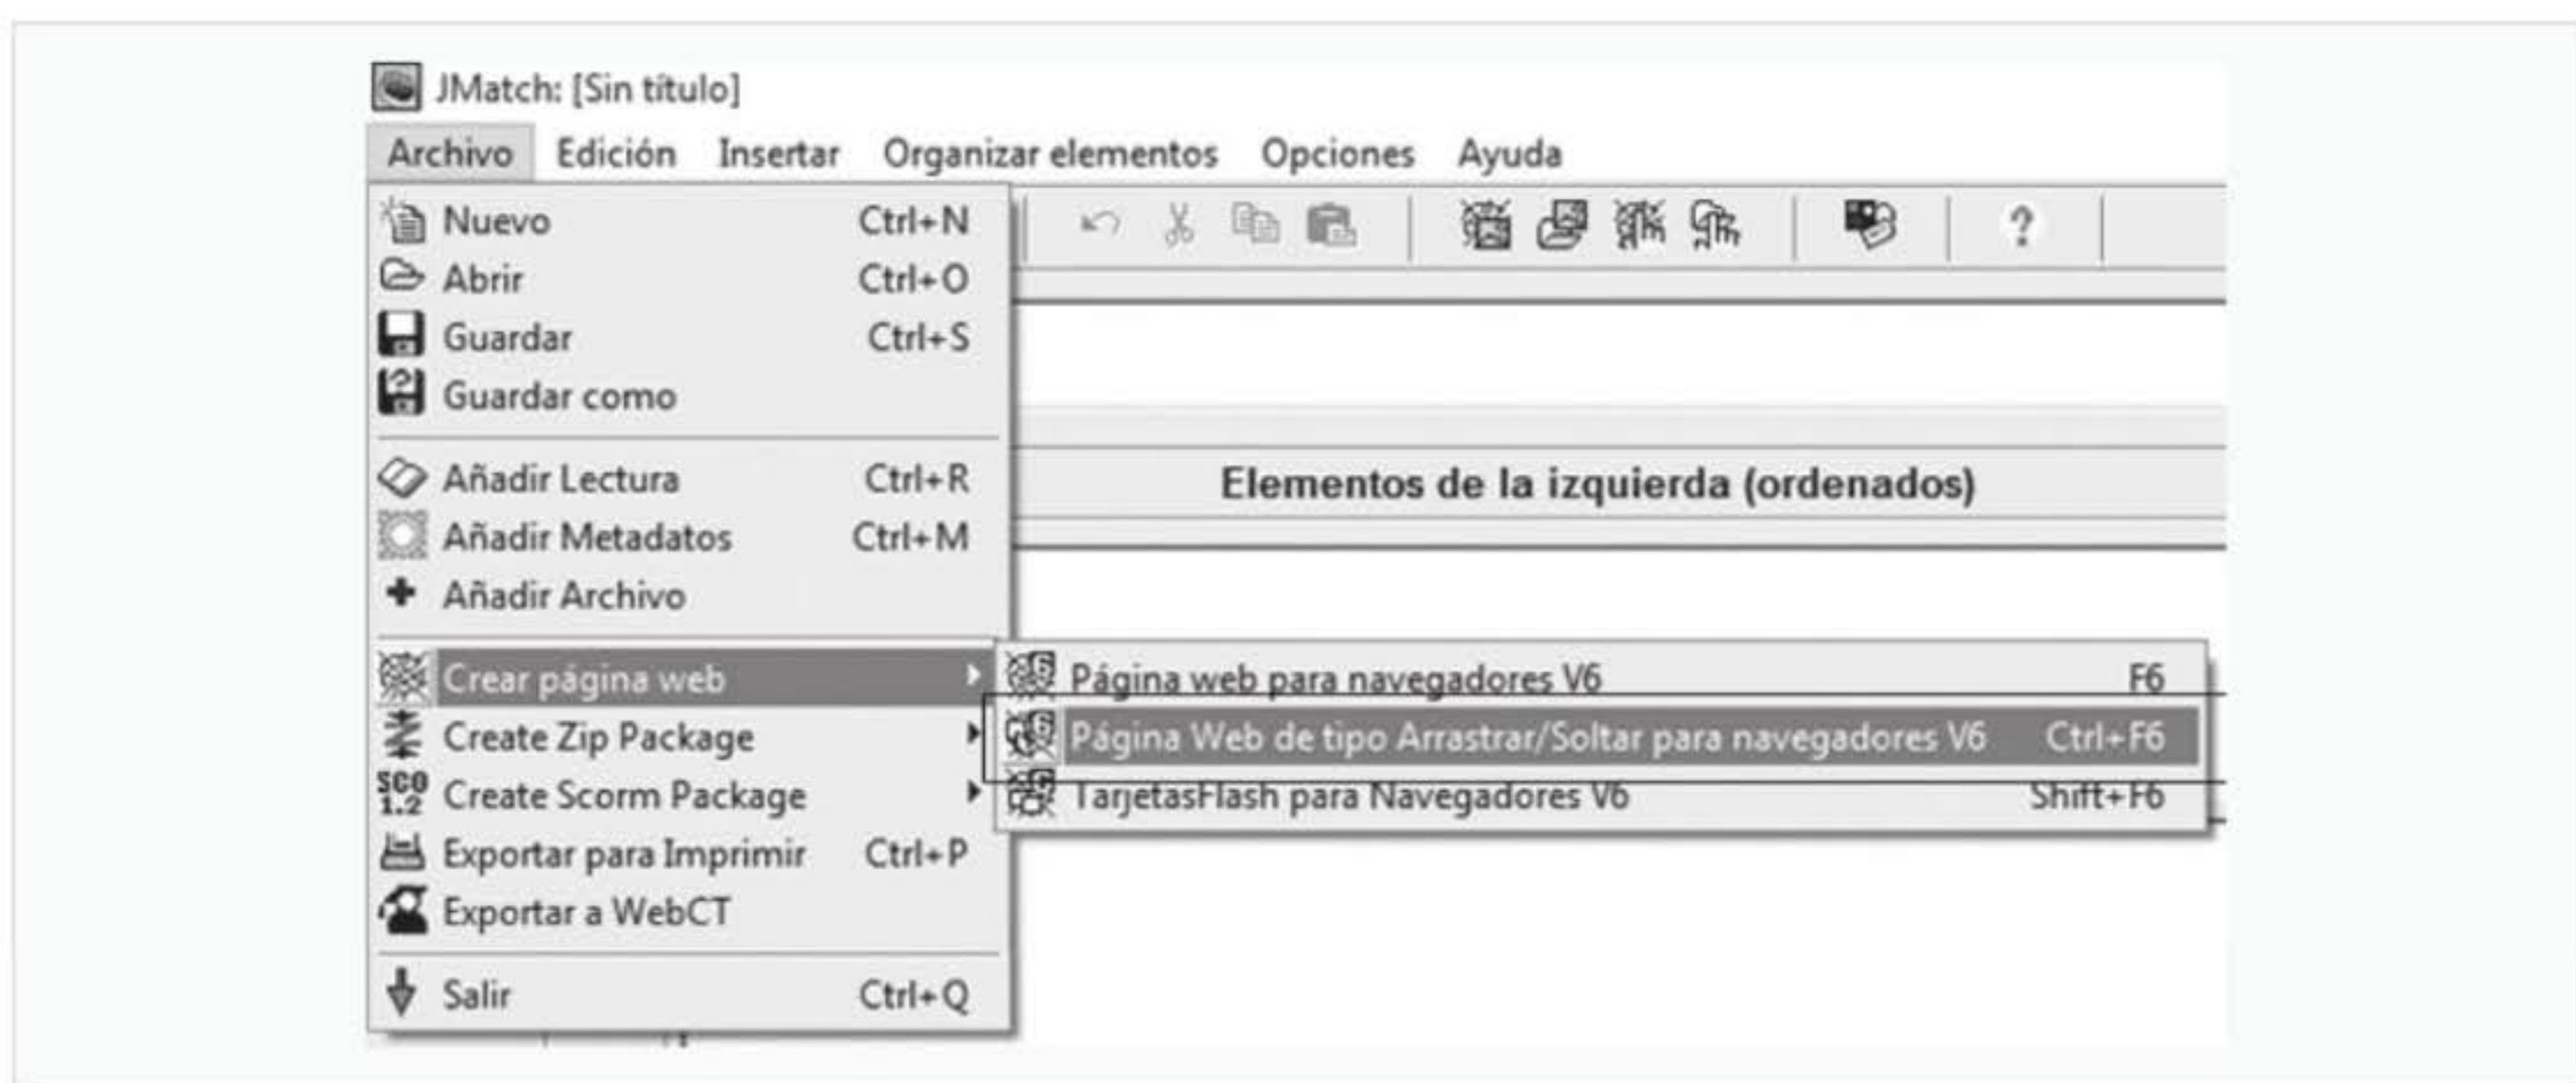 JMatch: [Sin título]
Archivo Edición Insertar Organizar elementos Opciones Ayuda
Nuevo Ctrl+N
Abrir Ctrl+O
Guardar Ctrl+S
Guardar como
Añadir Lectura Ctrl+R
Elementos de la izquierda (ordenados)
Añadir Metadatos Ctrl+M
Añadir Archivo
Crear página web
Página web para navegadores V6 F6
Create Zip Package
Página Web de tipo Arrastrar/Soltar para navegadores V6 Ctrl+F6
SCO 1.2 Create Scorm Package
TarjetasFlash para Navegadores V6 Shift+F6
Exportar para Imprimir Ctrl+P
Exportar a WebCT
Salir Ctrl+Q